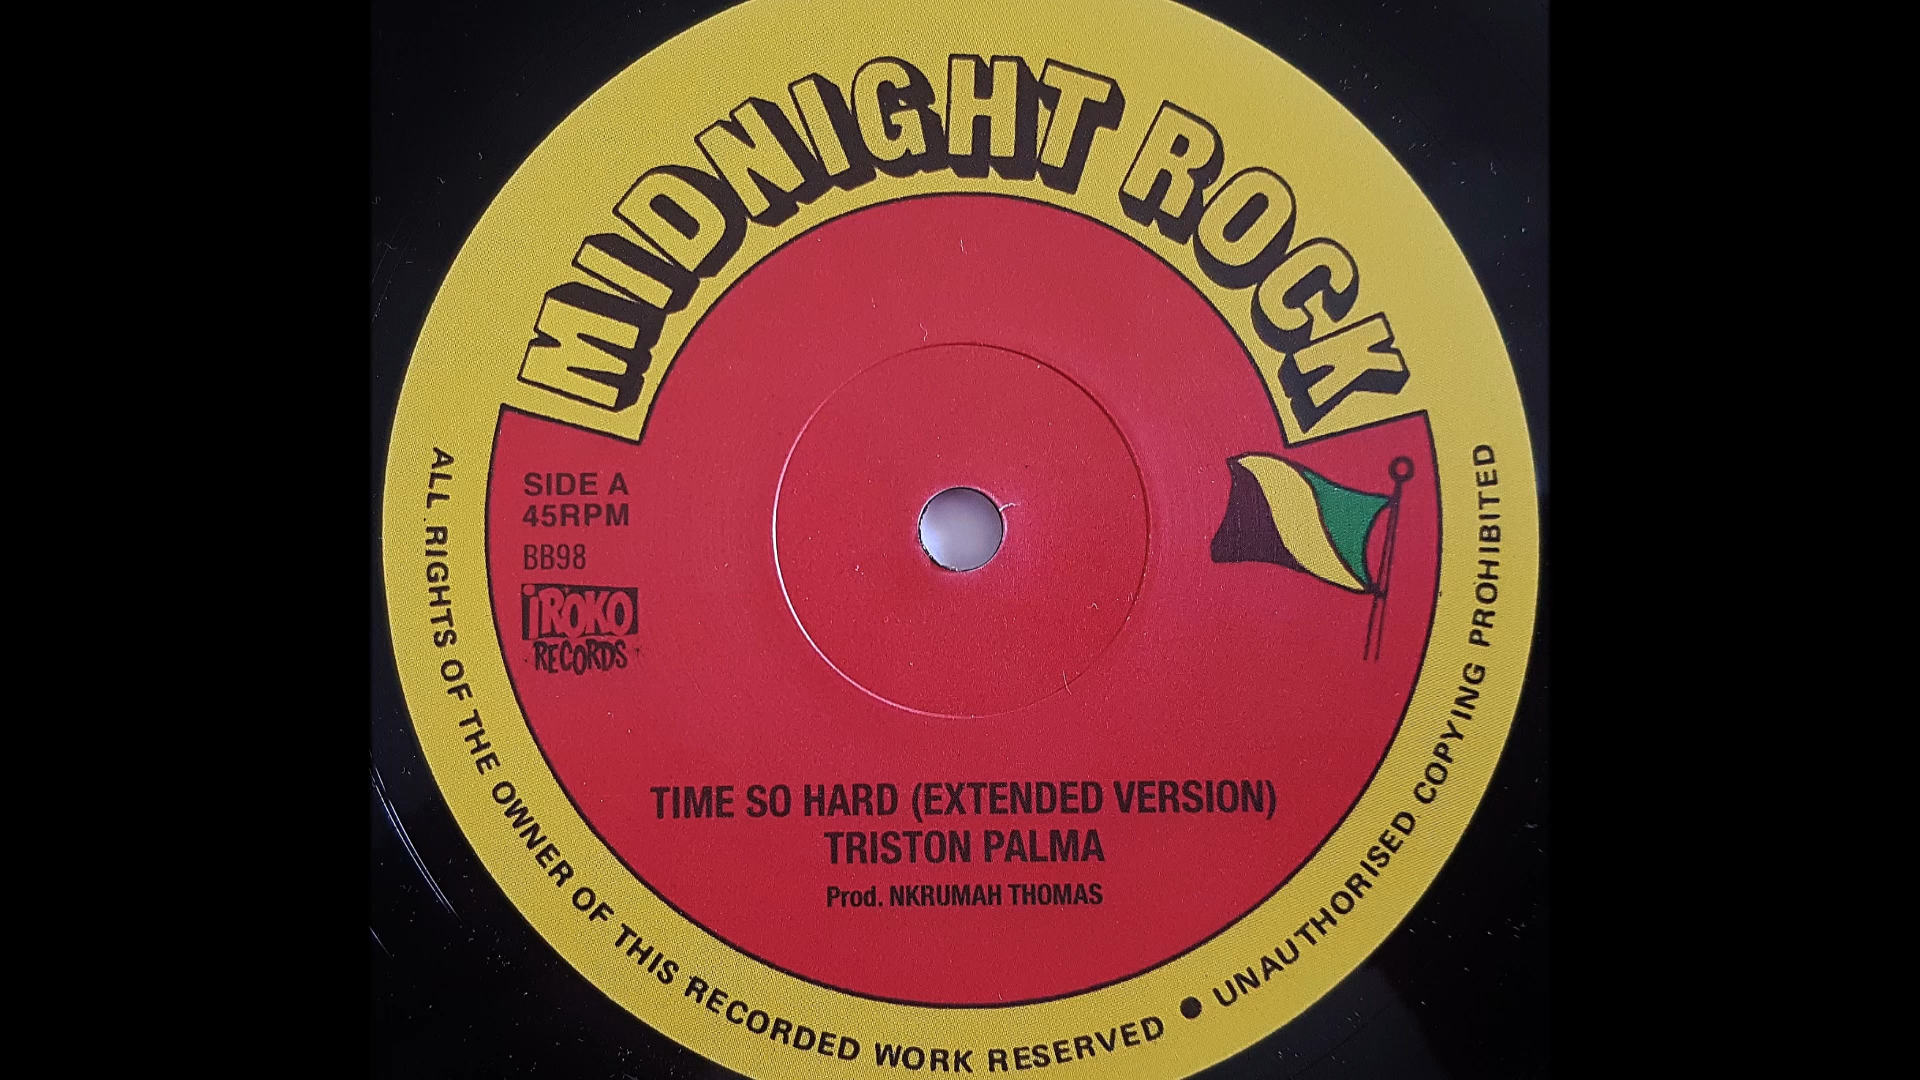 MIDNIGHT ROCK
SIDE A
45RPM
BB98
iROKO
RECORDS
TIME SO HARD (EXTENDED VERSION)
TRISTON PALMA
Prod. NKRUMAH THOMAS
ALL RIGHTS OF THE OWNER OF THIS RECORDED WORK RESERVED ● UNAUTHORISED COPYING PROHIBITED